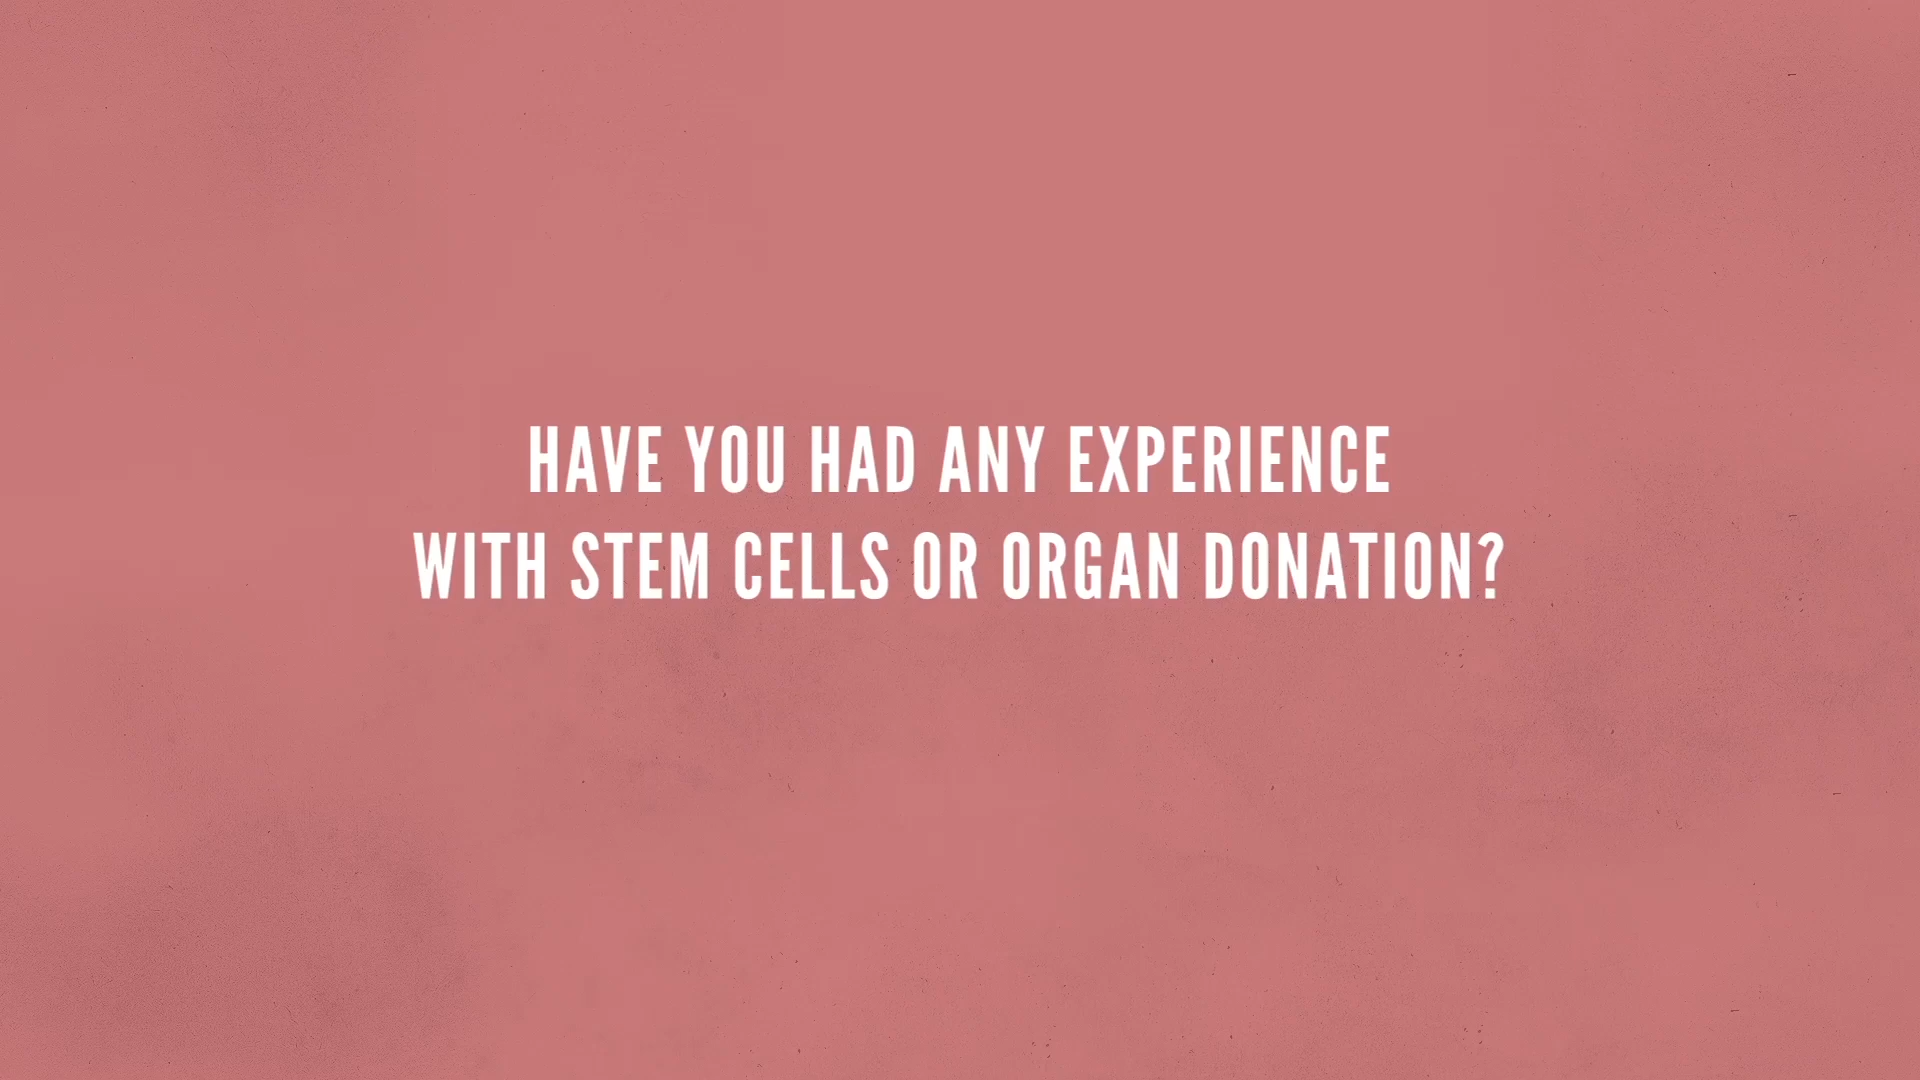 HAVE YOU HAD ANY EXPERIENCE
WITH STEM CELLS OR ORGAN DONATION?